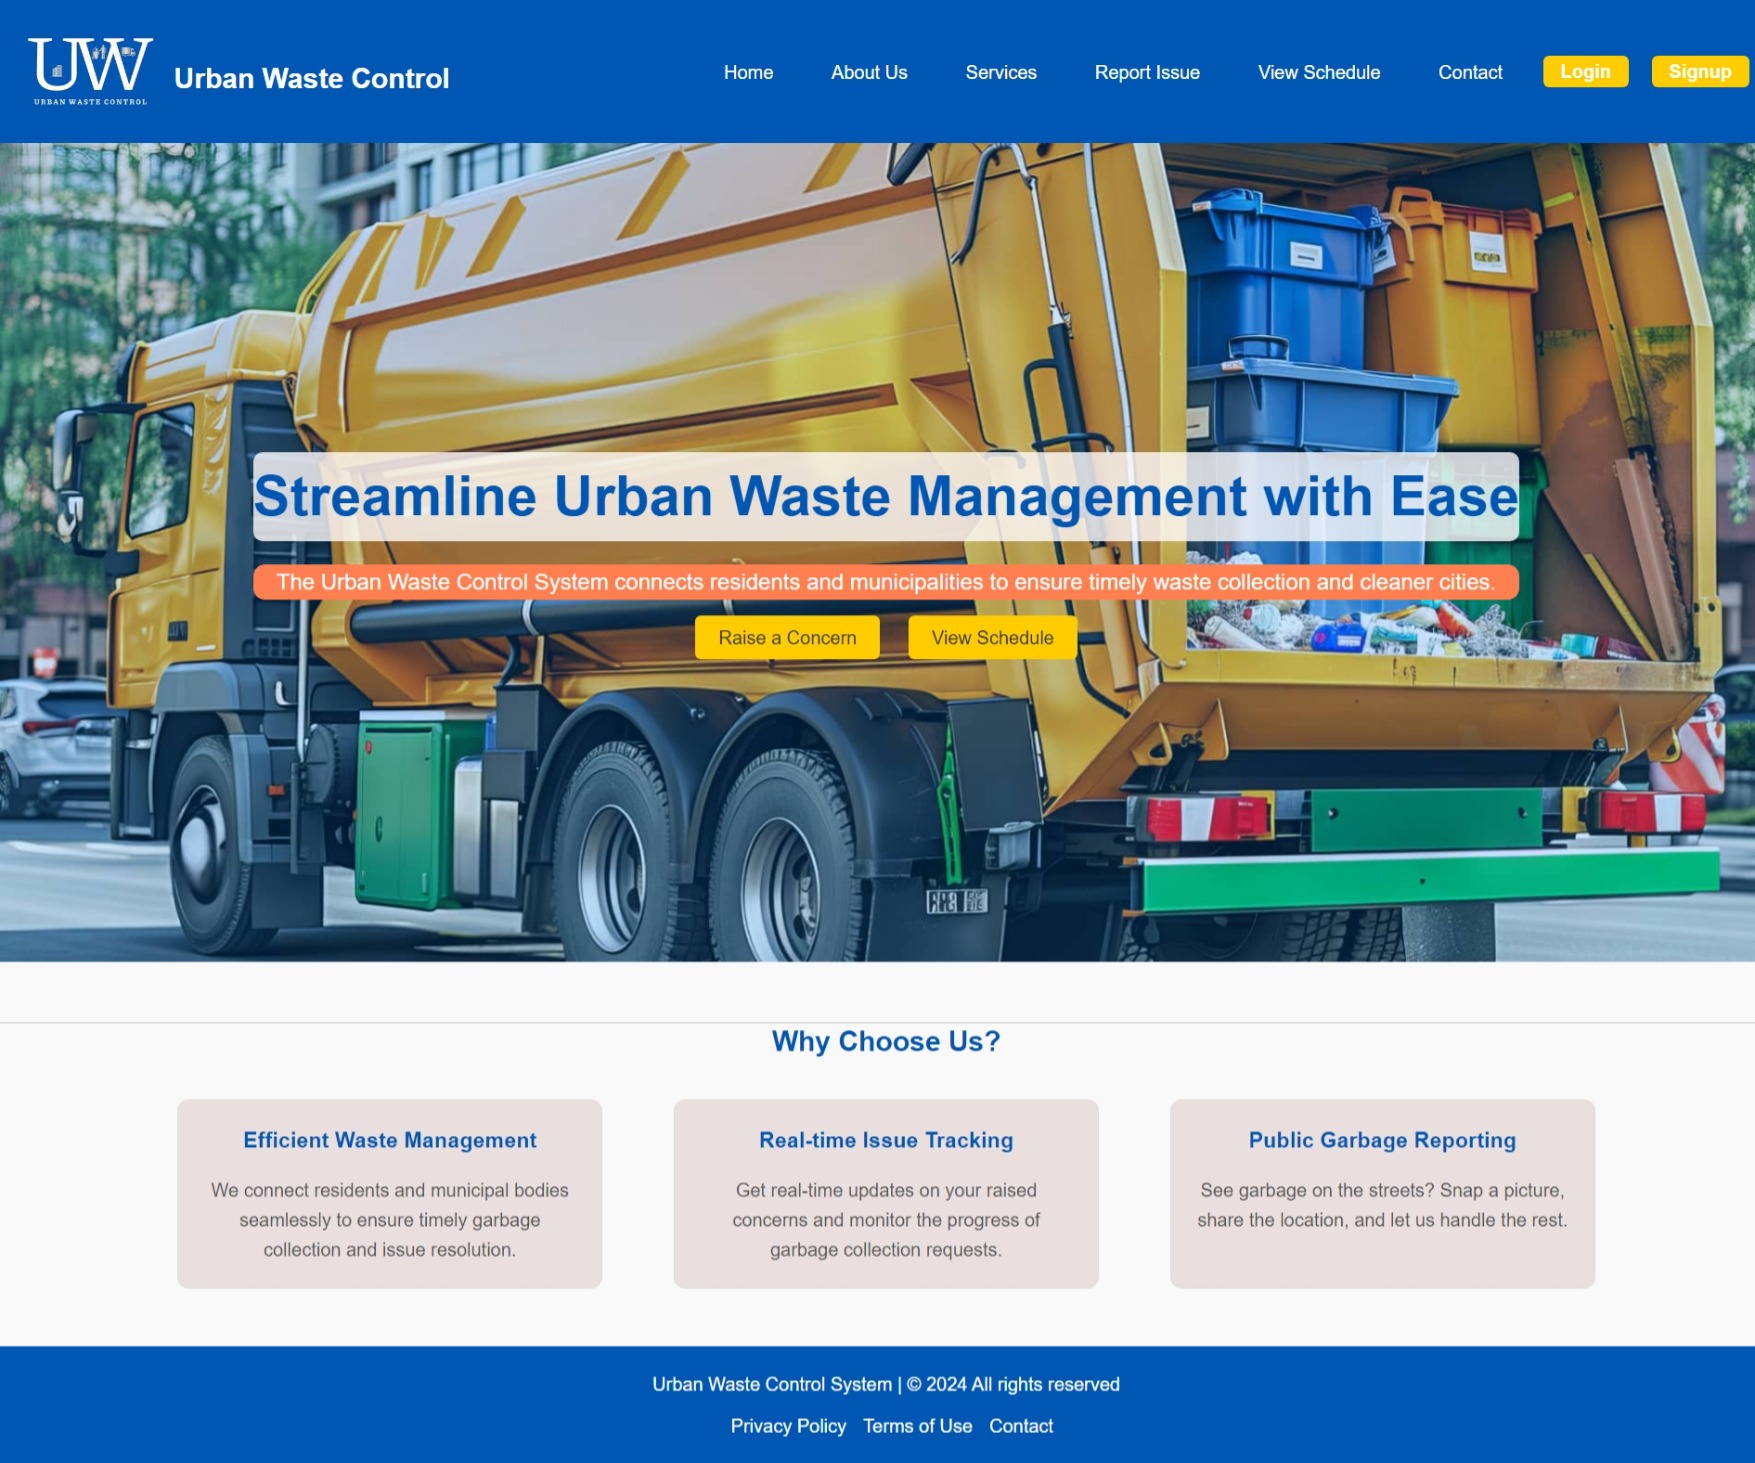 UW
URBAN WASTE CONTROL
Urban Waste Control
Home About Us Services Report Issue View Schedule Contact Login Signup
Streamline Urban Waste Management with Ease
The Urban Waste Control System connects residents and municipalities to ensure timely waste collection and cleaner cities.
Raise a Concern View Schedule
Why Choose Us?
Efficient Waste Management
We connect residents and municipal bodies
seamlessly to ensure timely garbage
collection and issue resolution.
Real-time Issue Tracking
Get real-time updates on your raised
concerns and monitor the progress of
garbage collection requests.
Public Garbage Reporting
See garbage on the streets? Snap a picture,
share the location, and let us handle the rest.
Urban Waste Control System | © 2024 All rights reserved
Privacy Policy Terms of Use Contact